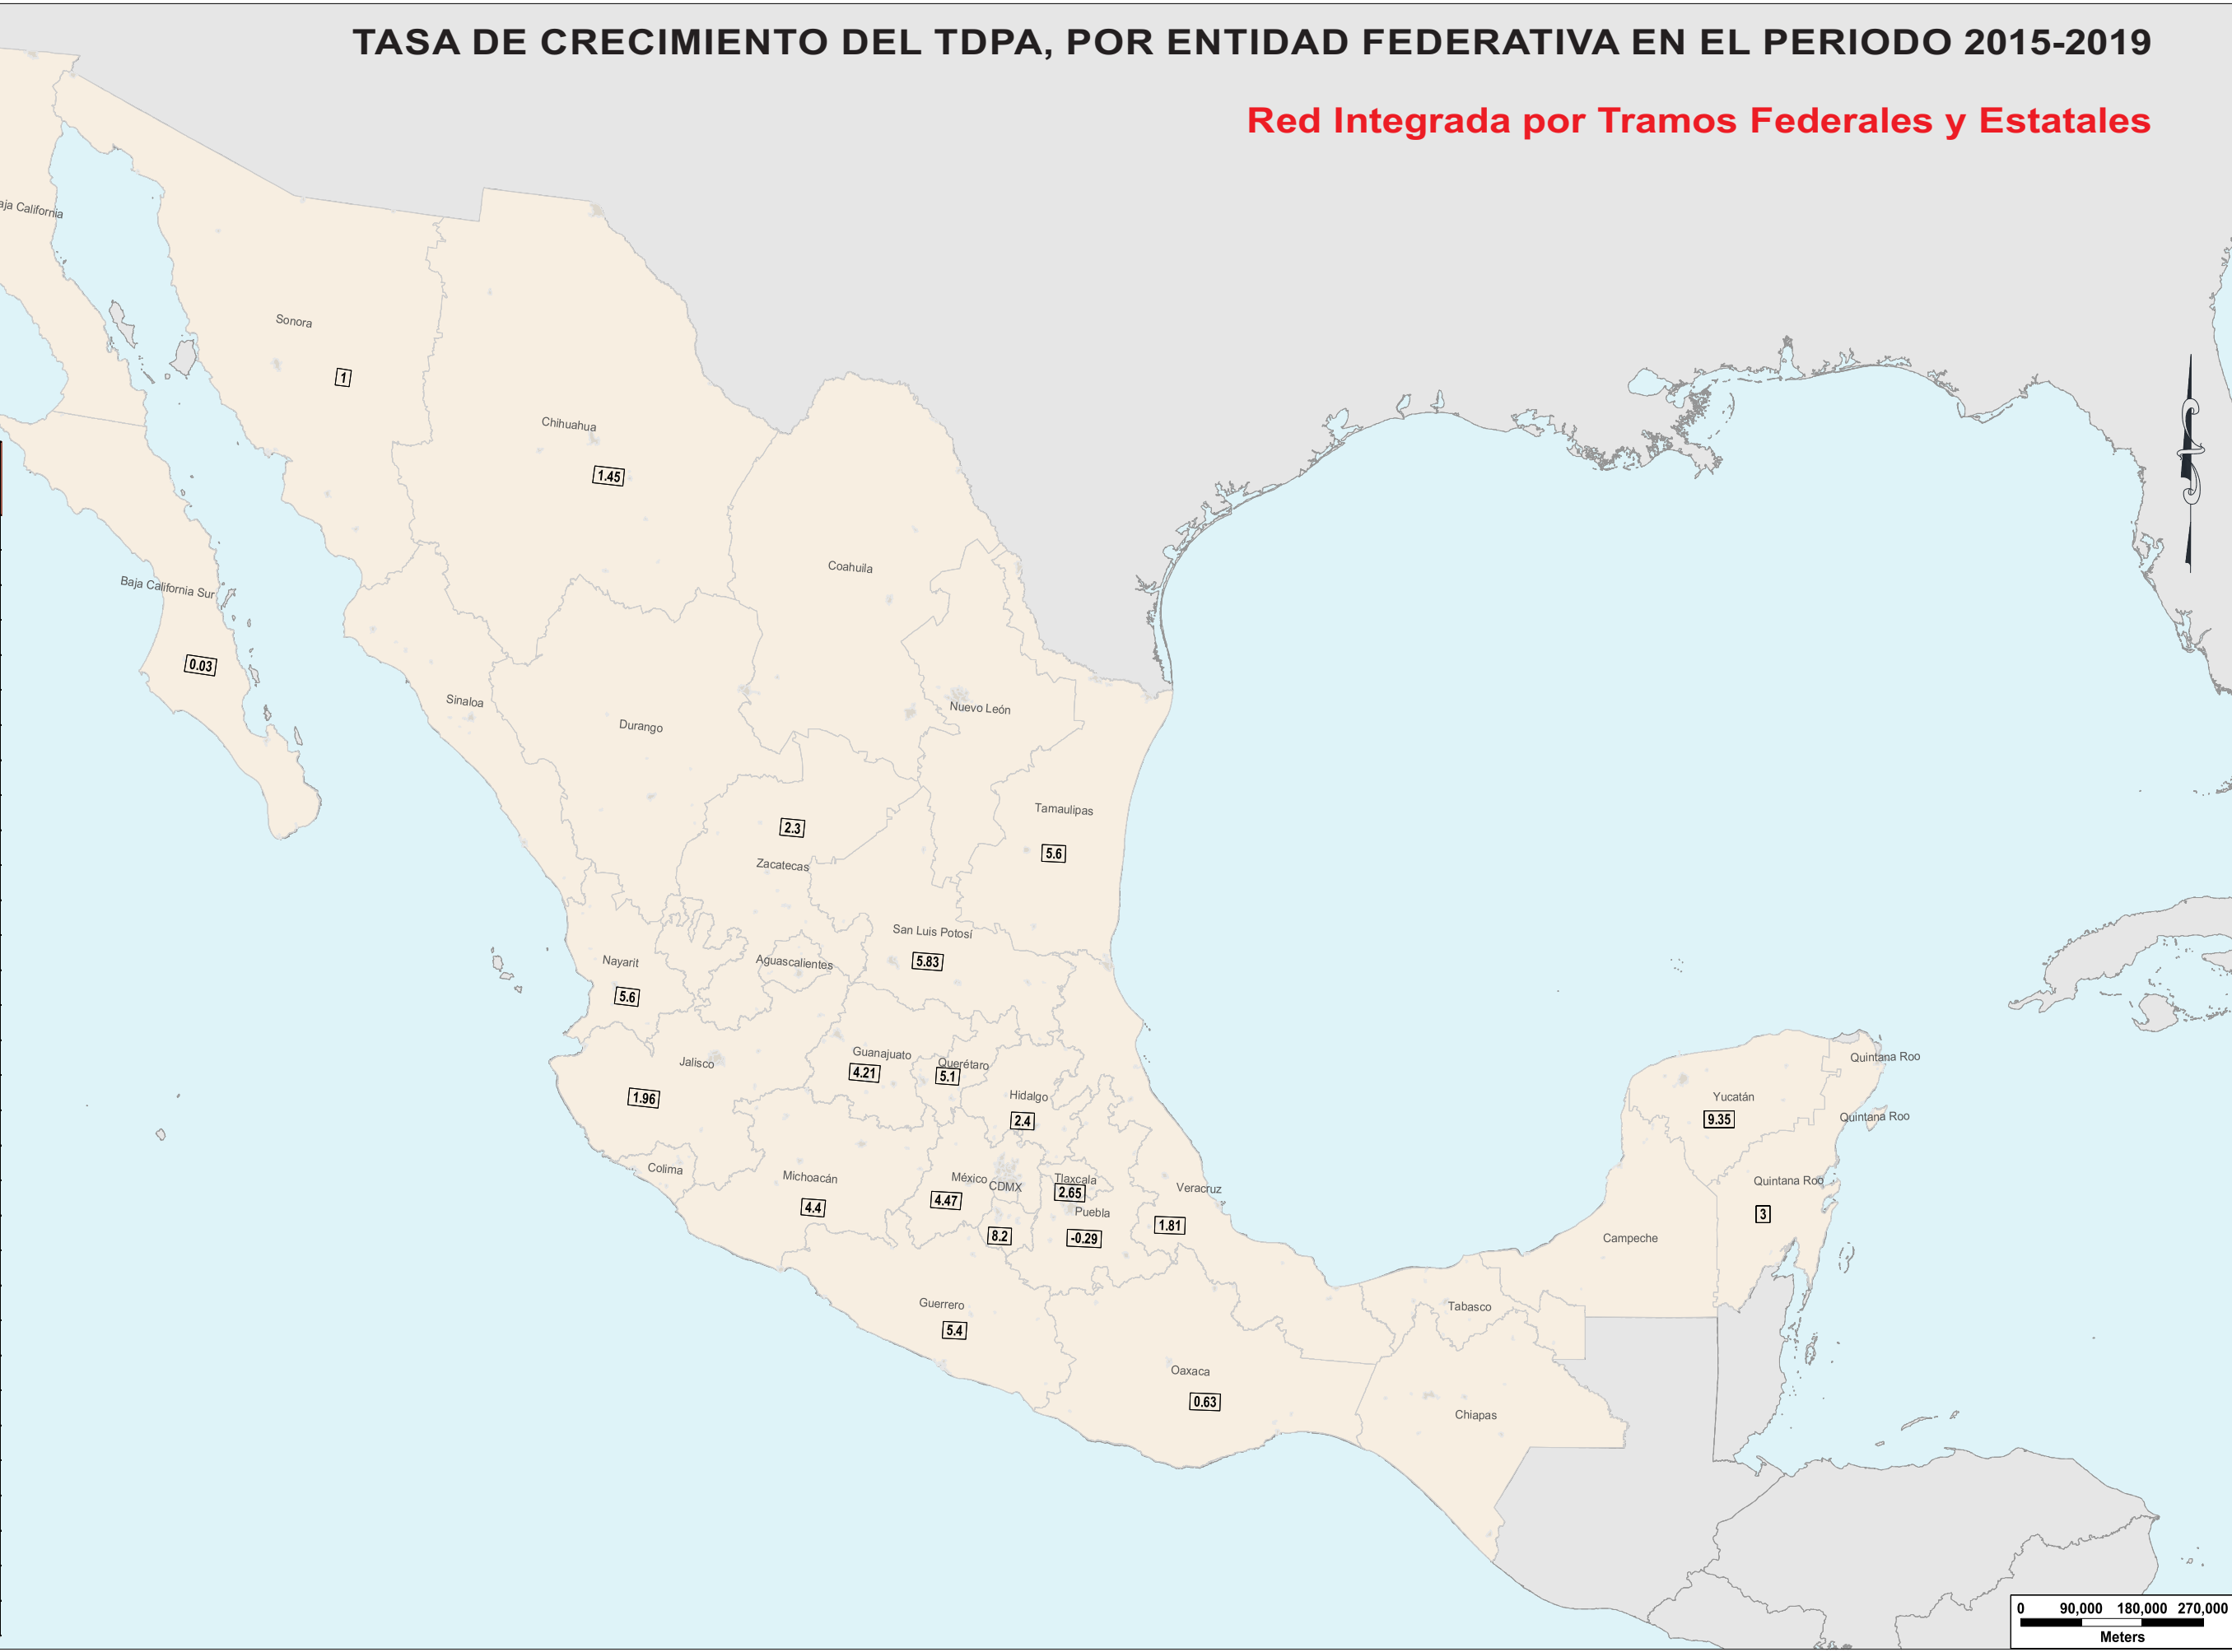 TASA DE CRECIMIENTO DEL TDPA, POR ENTIDAD FEDERATIVA EN EL PERIODO 2015-2019
Red Integrada por Tramos Federales y Estatales
aja California
Sonora
1
Chihuahua
1.45
Coahuila
Baja California Sur
0.03
Sinaloa
Durango
Nuevo León
Tamaulipas
5.6
2.3
Zacatecas
San Luis Potosí
5.83
Nayarit
5.6
Aguascalientes
Jalisco
1.96
Guanajuato
4.21
Querétaro
5.1
Hidalgo
2.4
Colima
Michoacán
4.4
México
4.47
CDMX
8.2
Tlaxcala
2.65
Puebla
-0.29
Veracruz
1.81
Guerrero
5.4
Oaxaca
0.63
Quintana Roo
Yucatán
9.35
Quintana Roo
Quintana Roo
3
Campeche
Tabasco
Chiapas
0 90,000 180,000 270,000
Meters